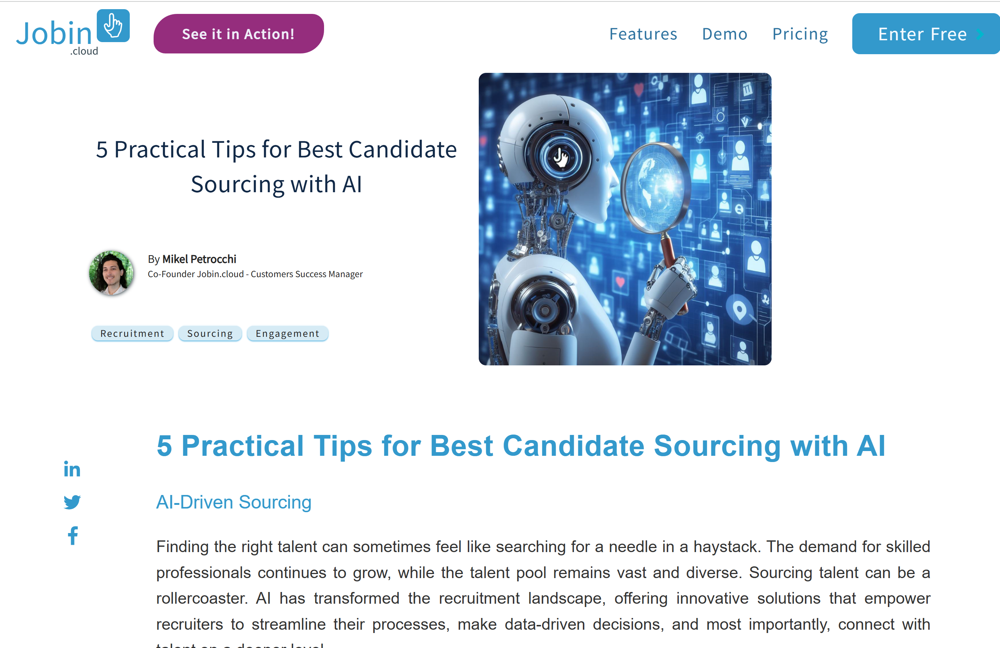 Jobin
.cloud
See it in Action!
Features
Demo
Pricing
Enter Free
5 Practical Tips for Best Candidate
Sourcing with AI
By Mikel Petrocchi
Co-Founder Jobin.cloud - Customers Success Manager
Recruitment
Sourcing
Engagement
5 Practical Tips for Best Candidate Sourcing with AI
AI-Driven Sourcing
Finding the right talent can sometimes feel like searching for a needle in a haystack. The demand for skilled
professionals continues to grow, while the talent pool remains vast and diverse. Sourcing talent can be a
rollercoaster. AI has transformed the recruitment landscape, offering innovative solutions that empower
recruiters to streamline their processes, make data-driven decisions, and most importantly, connect with
talent on a deeper level